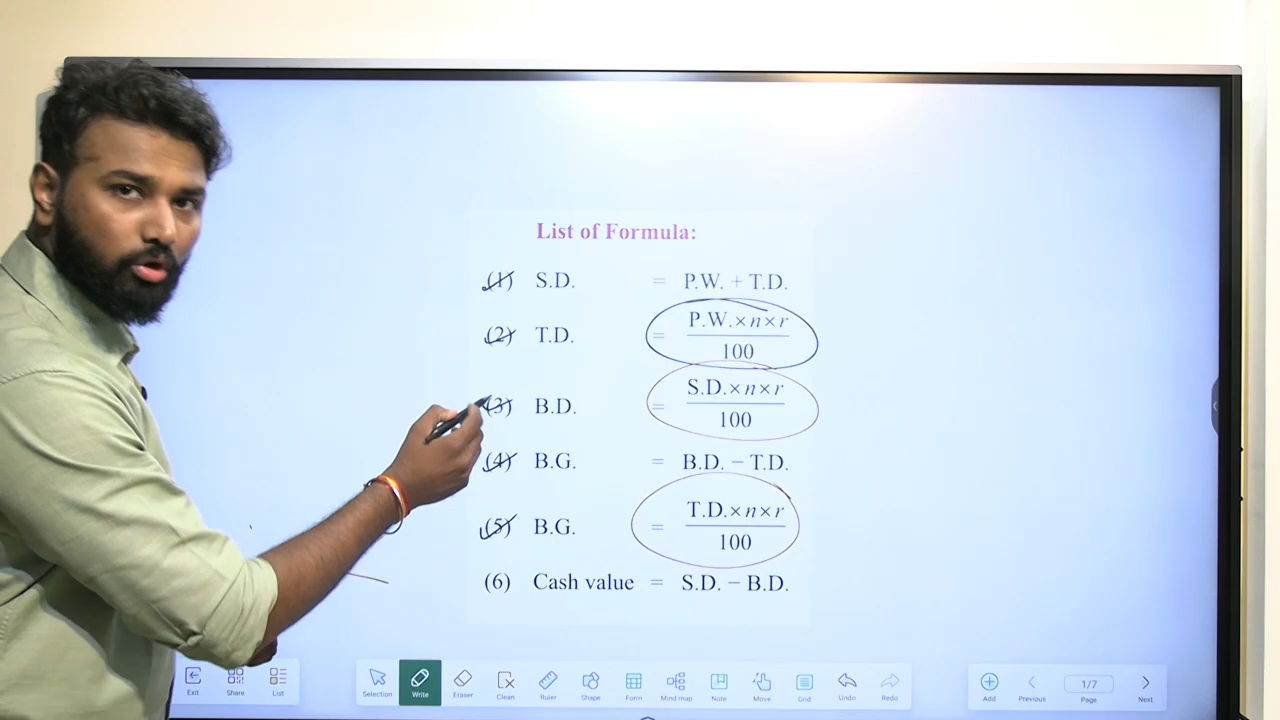 List of Formula:
(1) S.D. = P.W. + T.D.
(2) T.D. = P.W.×n×r
100
(3) B.D. = S.D.×n×r
100
(4) B.G. = B.D. − T.D.
(5) B.G. = T.D.×n×r
100
(6) Cash value = S.D. − B.D.
Exit Share List Selection Write Eraser Clean Ruler Shape Form Mind map Note Move Grid Undo Redo Add Previous 1/7 Page Next